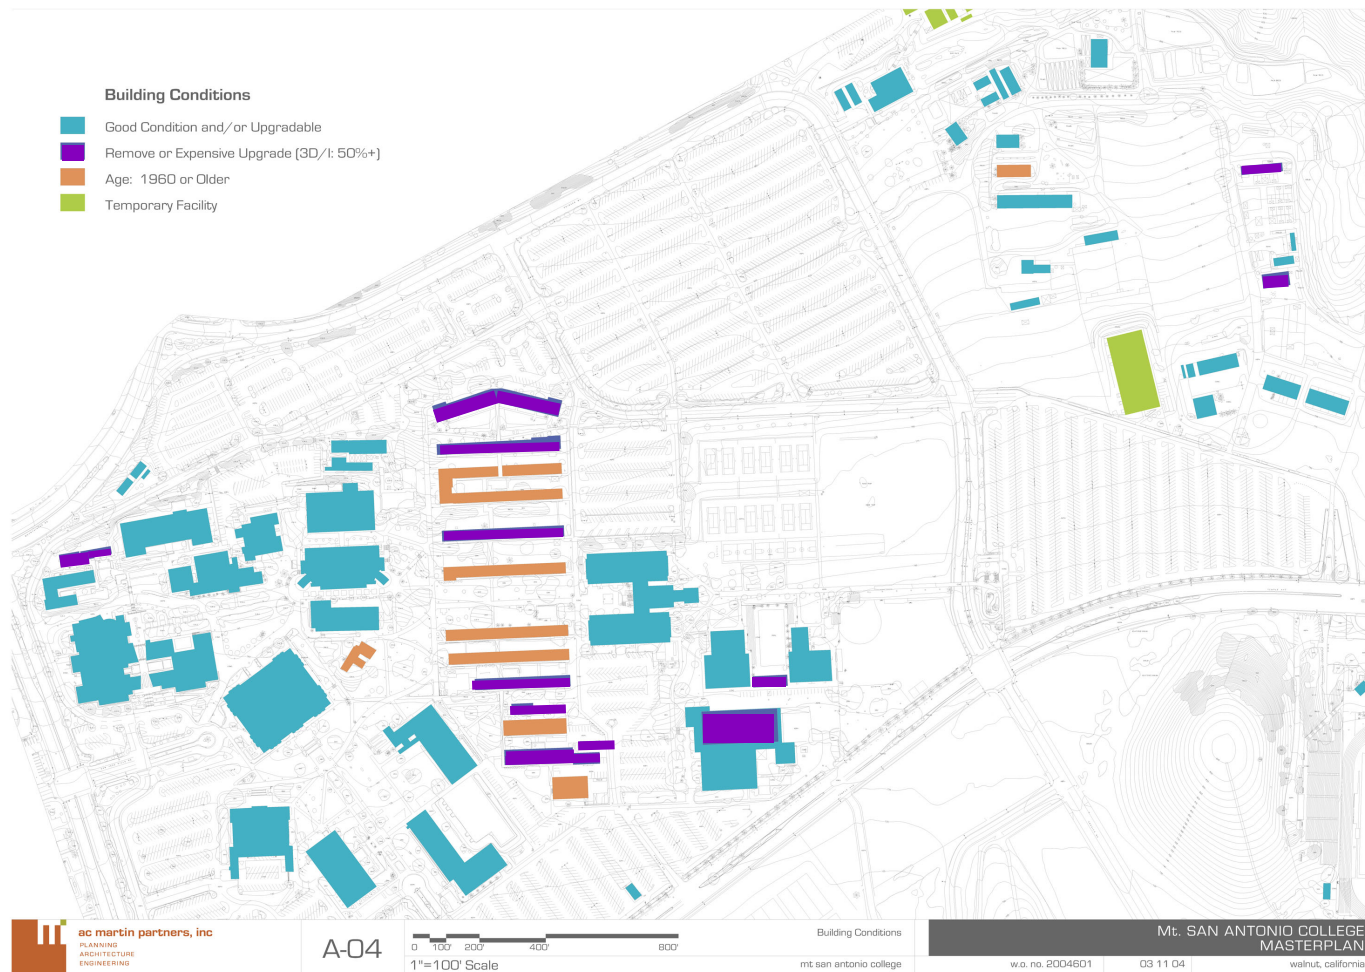 Building Conditions
Good Condition and/or Upgradable
Remove or Expensive Upgrade (3D/I: 50%+)
Age: 1960 or Older
Temporary Facility
ac martin partners, inc
PLANNING
ARCHITECTURE
ENGINEERING
A-04
0 100' 200' 400' 800'
1"=100' Scale
Building Conditions
mt san antonio college
Mt. SAN ANTONIO COLLEGE
MASTERPLAN
w.o. no. 2004601
03 11 04
walnut, california